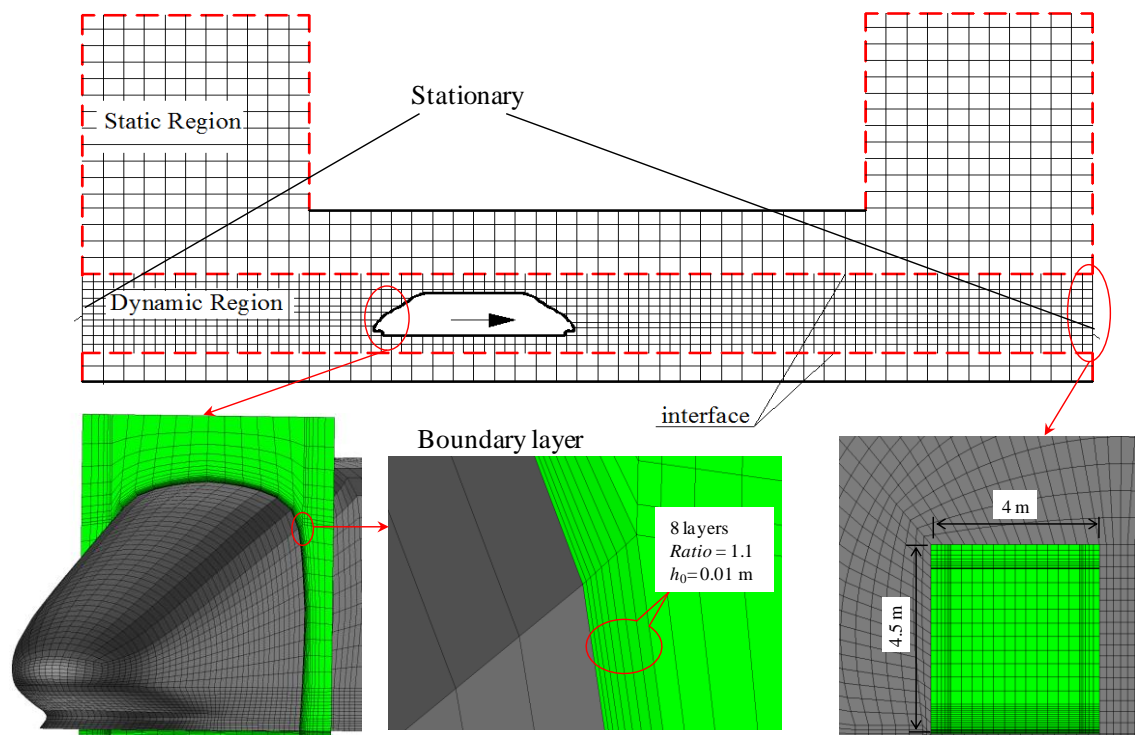 Stationary
Static Region
Dynamic Region
interface
Boundary layer
8 layers
Ratio = 1.1
h₀= 0.01 m
4 m
4.5 m